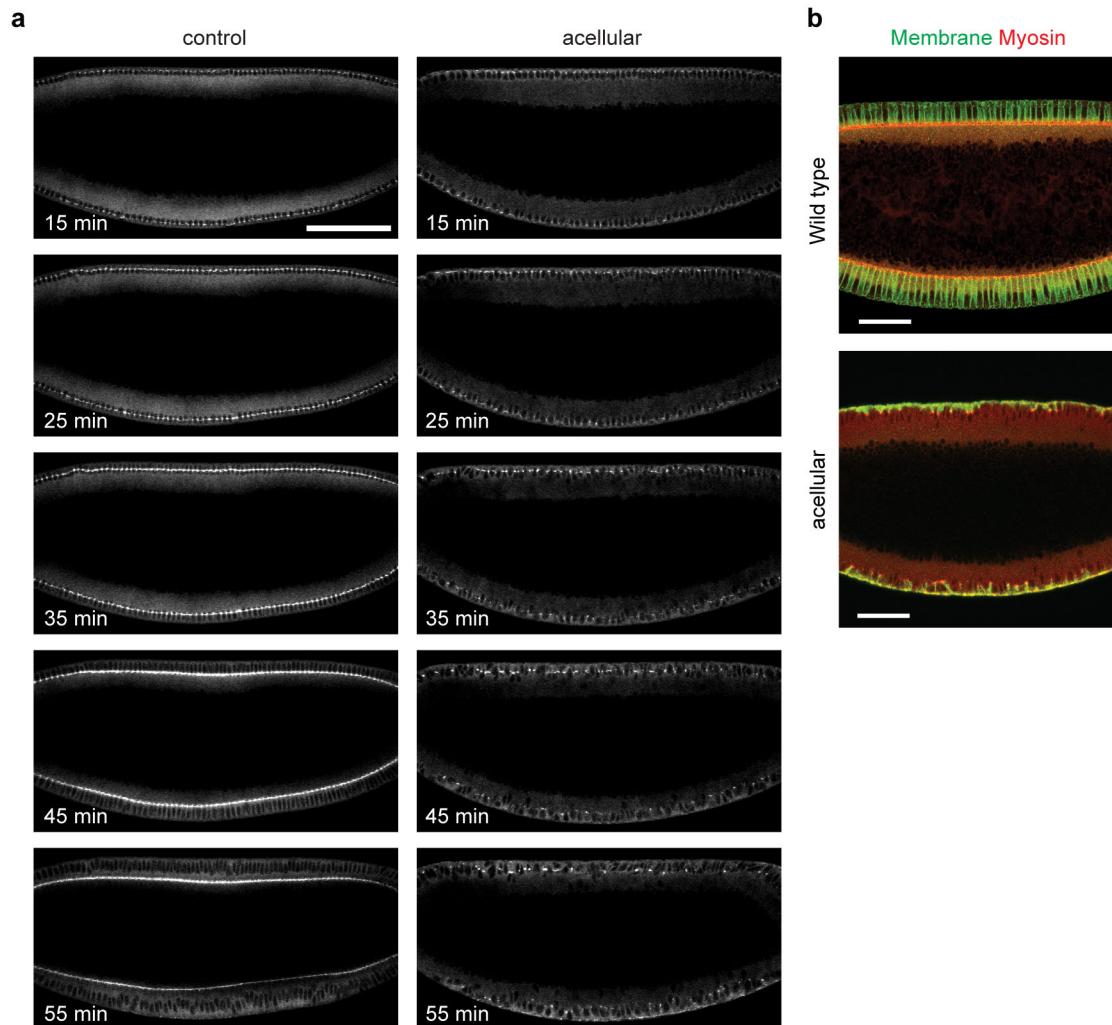 a
control
acellular
15 min
15 min
25 min
25 min
35 min
35 min
45 min
45 min
55 min
55 min
b
Membrane Myosin
Wild type
acellular